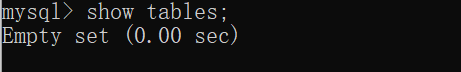 mysql> show tables;
Empty set (0.00 sec)